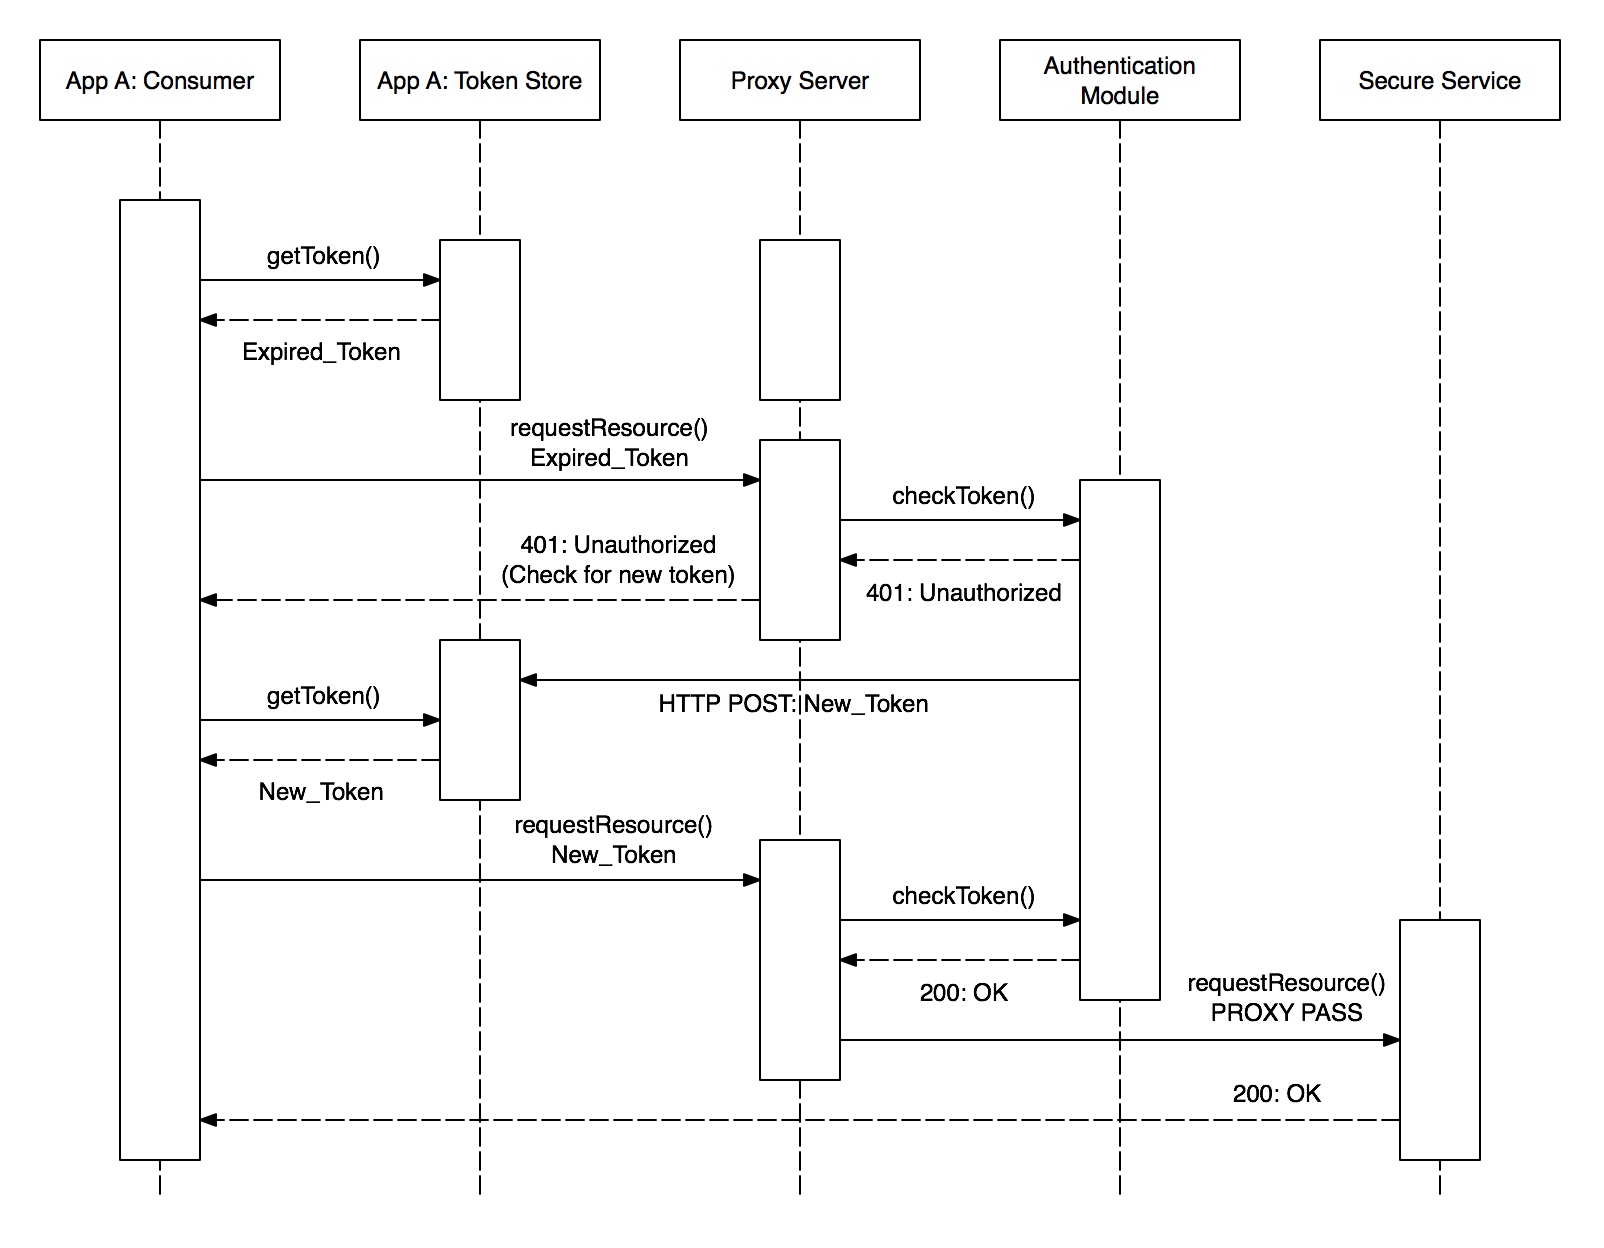 App A: Consumer
App A: Token Store
Proxy Server
Authentication
Module
Secure Service
getToken()
Expired_Token
requestResource()
Expired_Token
checkToken()
401: Unauthorized
(Check for new token)
401: Unauthorized
getToken()
HTTP POST: New_Token
New_Token
requestResource()
New_Token
checkToken()
200: OK
requestResource()
PROXY PASS
200: OK